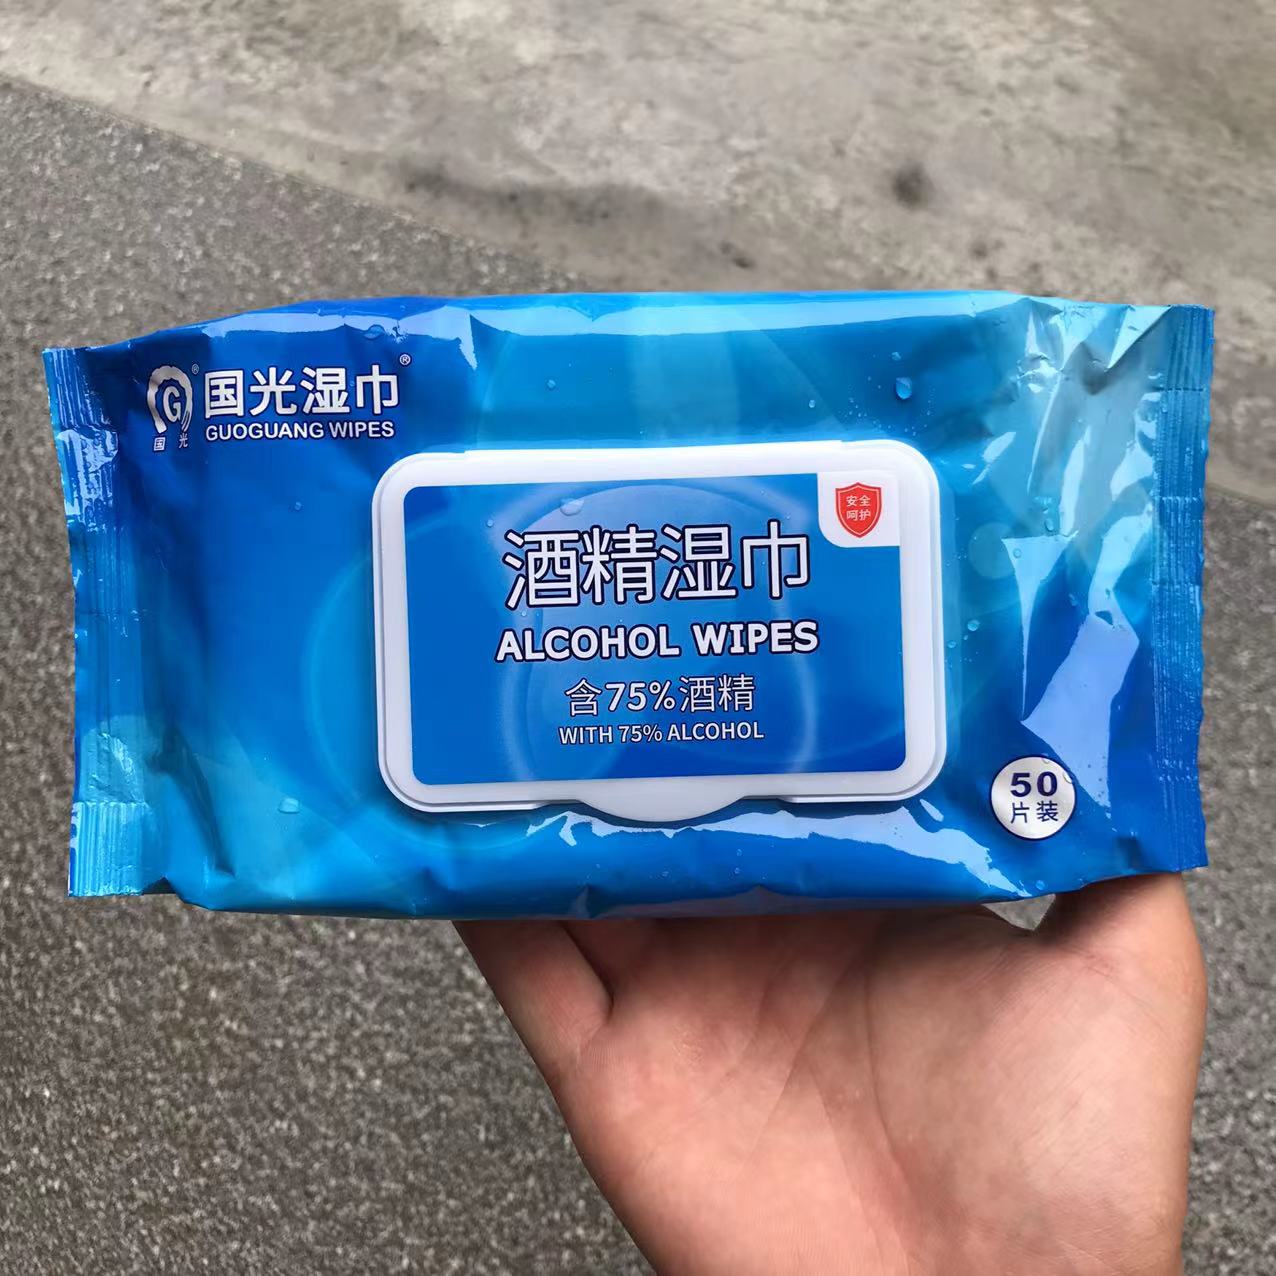 G®
国光
国光湿巾®
GUOGUANG WIPES
安全
呵护
酒精湿巾
ALCOHOL WIPES
含75%酒精
WITH 75% ALCOHOL
50
片装